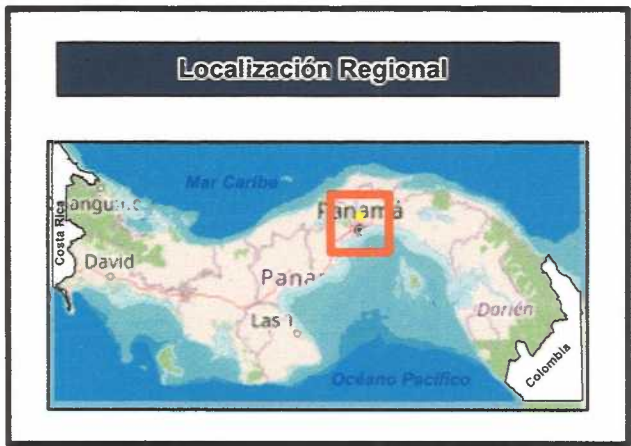 Localización Regional
Mar Caribe
Costa Rica
Panamá
David
Darién
Colombia
Océano Pacífico